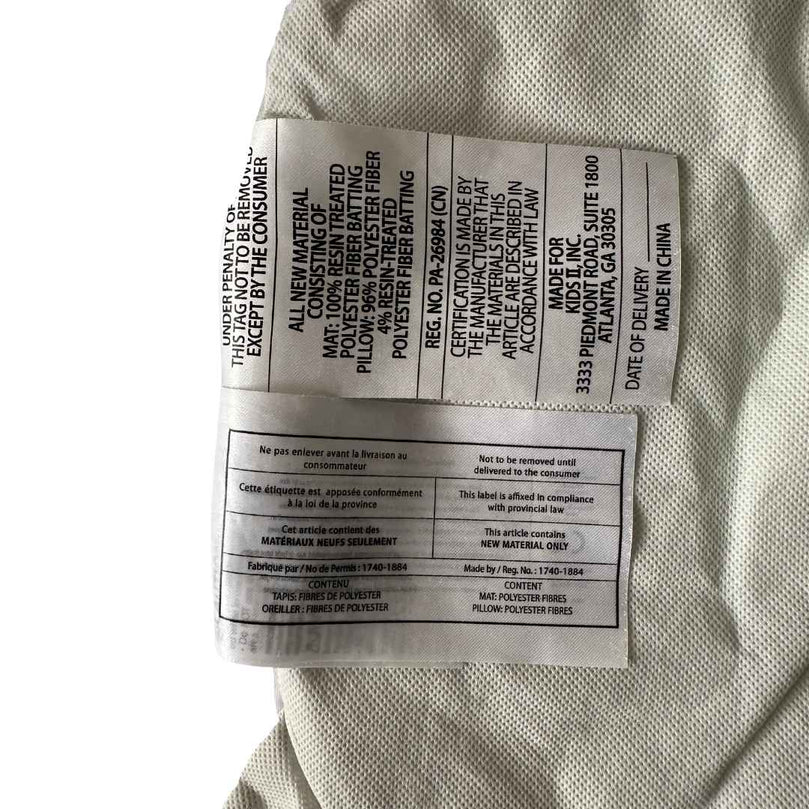 UNDER PENALTY OF
THIS TAG NOT TO BE REMOVED
EXCEPT BY THE CONSUMER
ALL NEW MATERIAL
CONSISTING OF
MAT: 100% RESIN TREATED
POLYESTER FIBER BATTING
PILLOW: 96% POLYESTER FIBER
4% RESIN-TREATED
POLYESTER FIBER BATTING
REG. NO. PA-26984 (CN)
CERTIFICATION IS MADE BY
THE MANUFACTURER THAT
THE MATERIALS IN THIS
ARTICLE ARE DESCRIBED IN
ACCORDANCE WITH LAW
MADE FOR
KIDS II, INC.
3333 PIEDMONT ROAD, SUITE 1800
ATLANTA, GA 30305
DATE OF DELIVERY
MADE IN CHINA
Ne pas enlever avant la livraison au
consommateur
Not to be removed until
delivered to the consumer
Cette étiquette est apposée conformément
à la loi de la province
This label is affixed in compliance
with provincial law
Cet article contient des
MATÉRIAUX NEUFS SEULEMENT
This article contains
NEW MATERIAL ONLY
Fabriqué par / No de Permis : 1740-1884
Made by / Reg. No. : 1740-1884
CONTENU
TAPIS: FIBRES DE POLYESTER
OREILLER : FIBRES DE POLYESTER
CONTENT
MAT: POLYESTER FIBRES
PILLOW: POLYESTER FIBRES